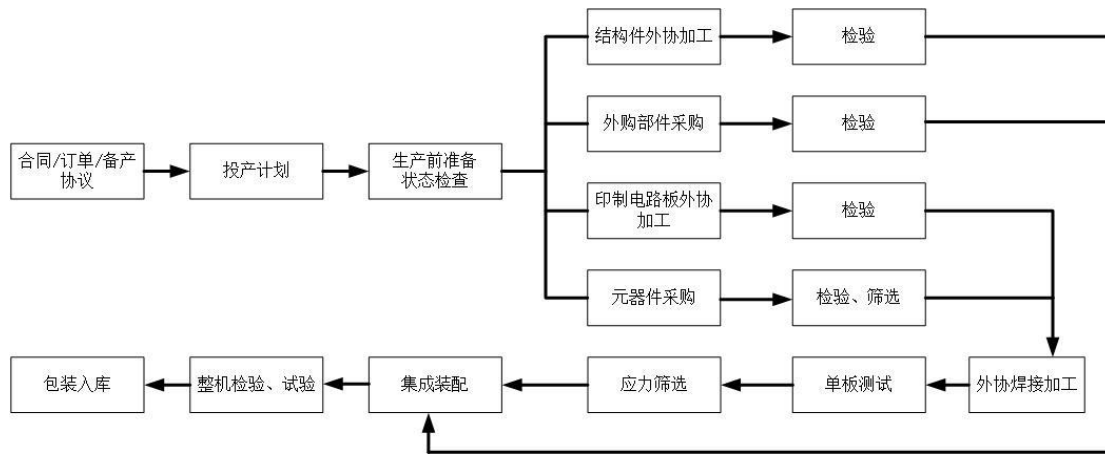 结构件外协加工
检验
外购部件采购
检验
合同/订单/备产
协议
投产计划
生产前准备
状态检查
印制电路板外协
加工
检验
元器件采购
检验、筛选
包装入库
整机检验、试验
集成装配
应力筛选
单板测试
外协焊接加工